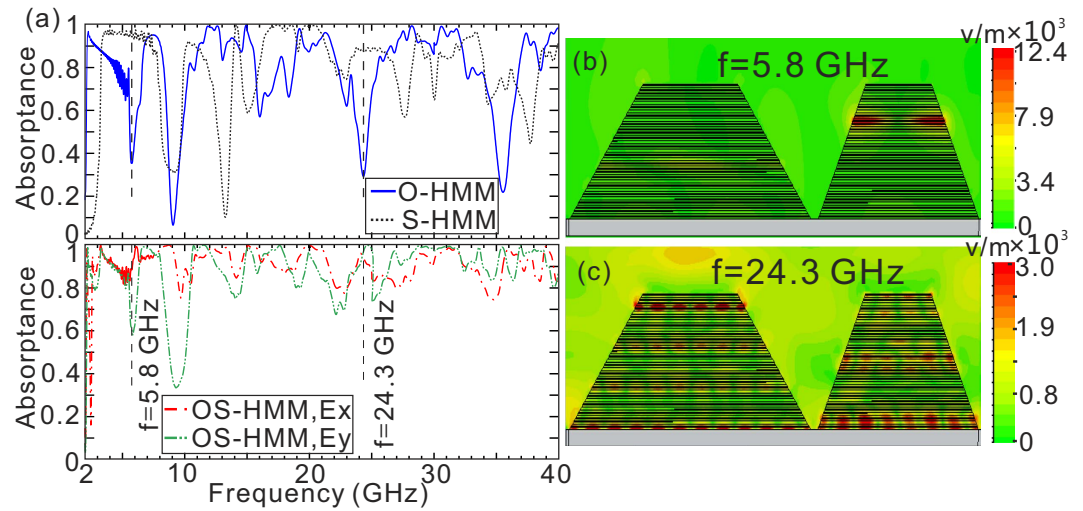 (a)
Absorptance
1
0.8
0.6
0.4
0.2
0
O-HMM
S-HMM
Absorptance
1
0.8
0.6
0.4
0.2
0
f=5.8 GHz
f=24.3 GHz
OS-HMM,Ex
OS-HMM,Ey
2 10 20 30 40
Frequency (GHz)
(b)
f=5.8 GHz
v/m×10³
12.4
7.9
3.4
0
(c)
f=24.3 GHz
v/m×10³
3.0
1.9
0.8
0